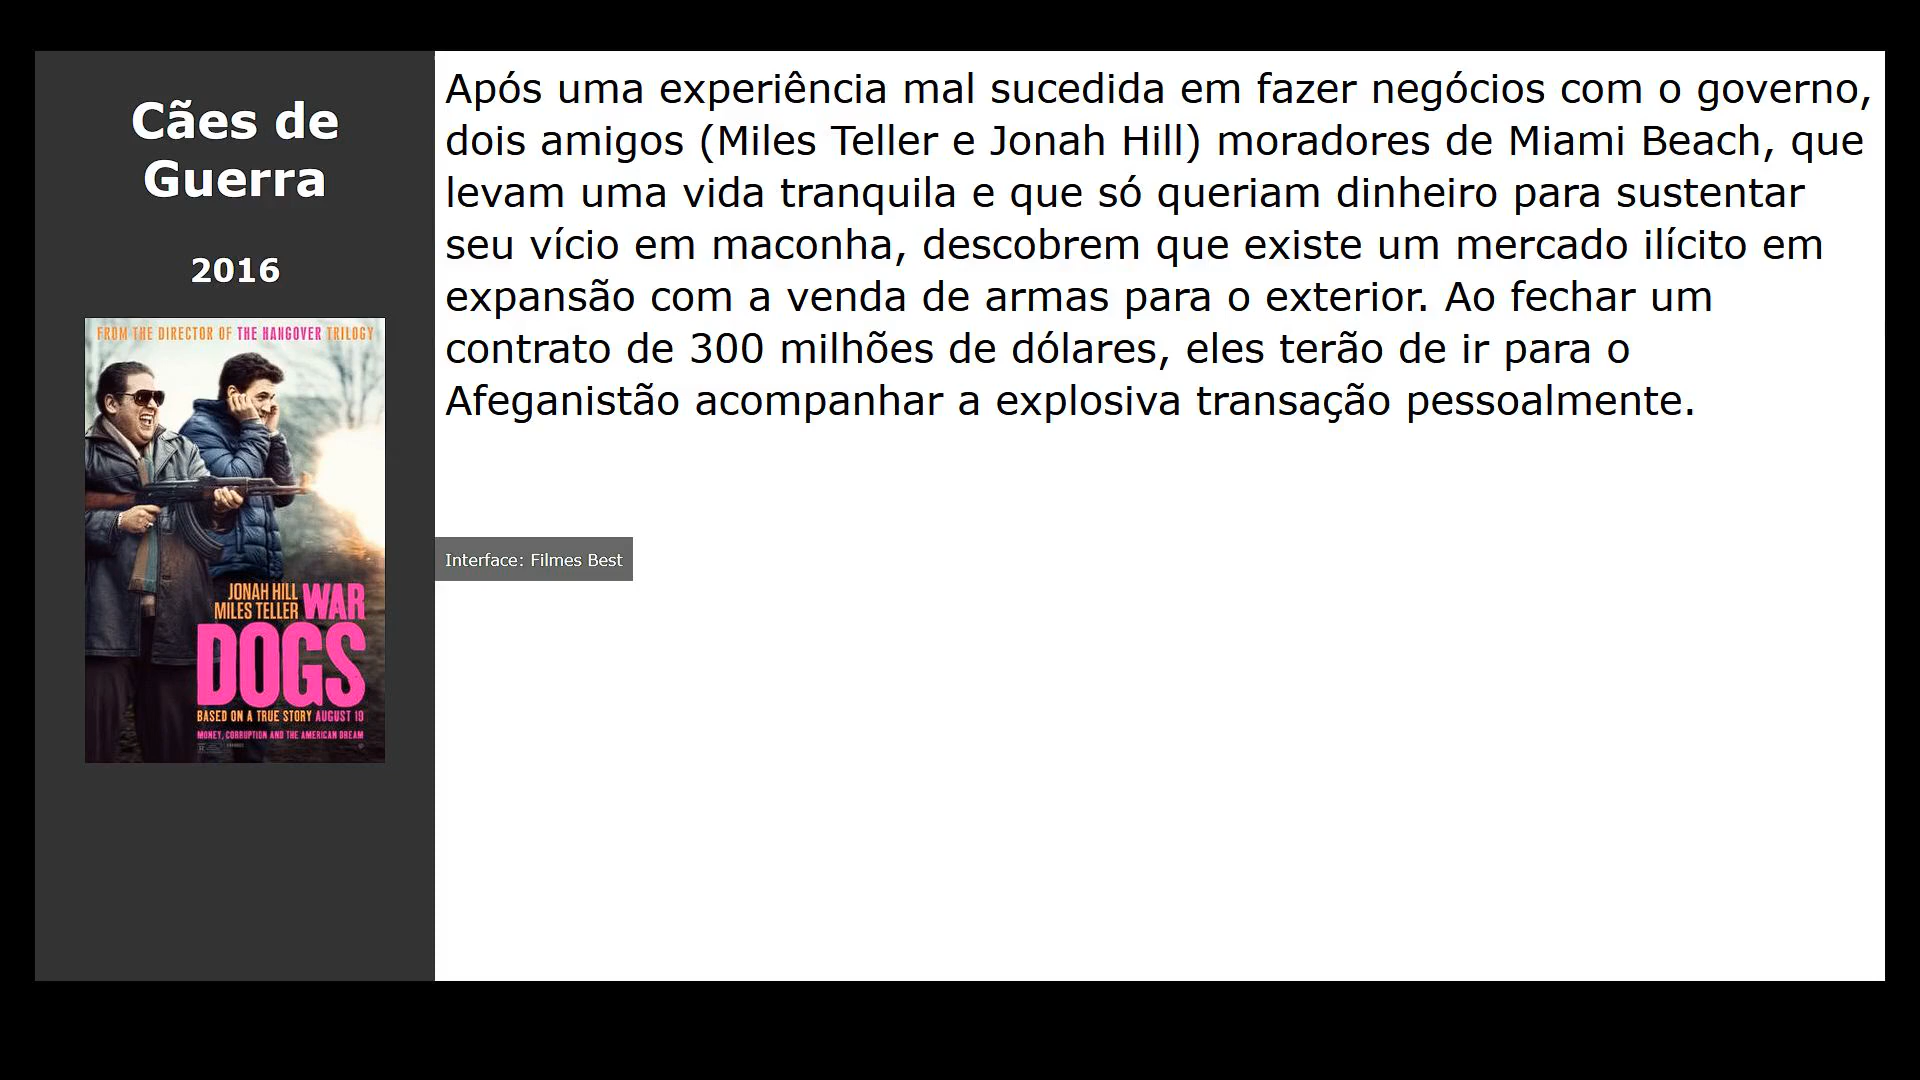 Cães de
Guerra
2016
FROM THE DIRECTOR OF THE HANGOVER TRILOGY
JONAH HILL
MILES TELLER
WAR
DOGS
BASED ON A TRUE STORY AUGUST 19
MONEY, CORRUPTION AND THE AMERICAN DREAM
Após uma experiência mal sucedida em fazer negócios com o governo,
dois amigos (Miles Teller e Jonah Hill) moradores de Miami Beach, que
levam uma vida tranquila e que só queriam dinheiro para sustentar
seu vício em maconha, descobrem que existe um mercado ilícito em
expansão com a venda de armas para o exterior. Ao fechar um
contrato de 300 milhões de dólares, eles terão de ir para o
Afeganistão acompanhar a explosiva transação pessoalmente.
Interface: Filmes Best